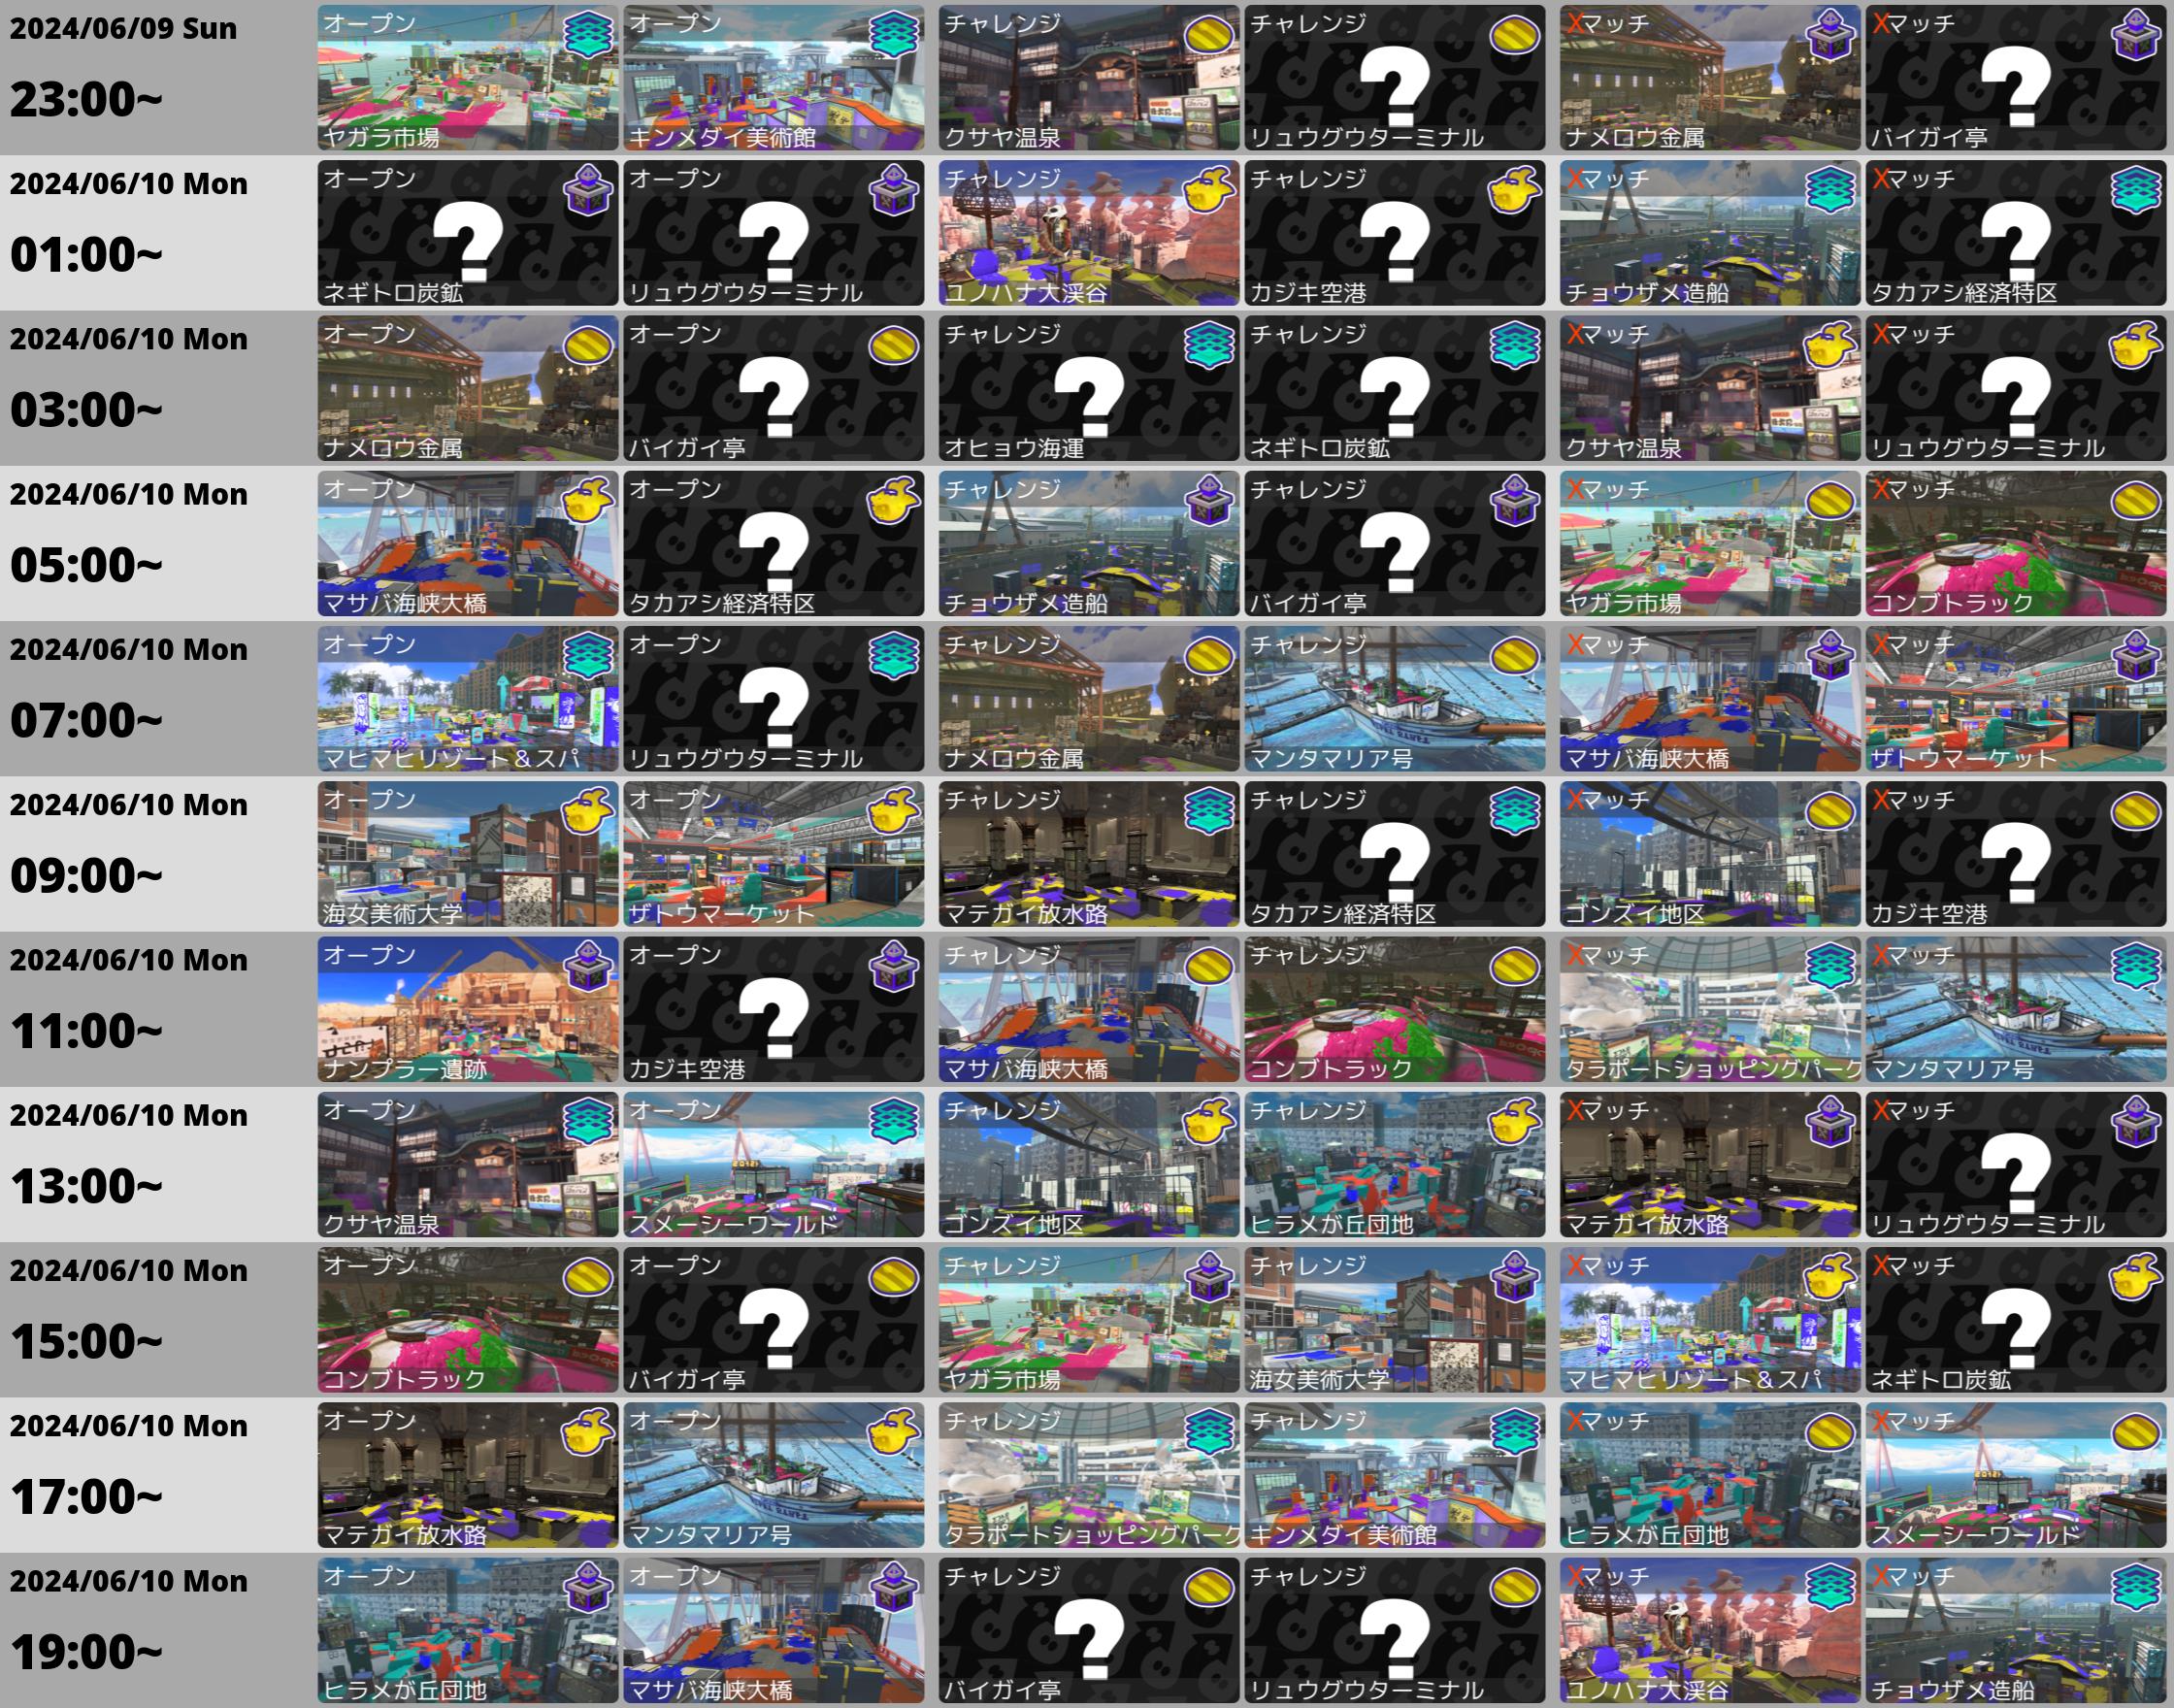 2024/06/09 Sun
23:00~
オープン
ヤガラ市場
オープン
キンメダイ美術館
チャレンジ
クサヤ温泉
チャレンジ
リュウグウターミナル
Xマッチ
ナメロウ金属
Xマッチ
バイガイ亭
2024/06/10 Mon
01:00~
オープン
ネギトロ炭鉱
オープン
リュウグウターミナル
チャレンジ
ユノハナ大渓谷
チャレンジ
カジキ空港
Xマッチ
チョウザメ造船
Xマッチ
タカアシ経済特区
2024/06/10 Mon
03:00~
オープン
ナメロウ金属
オープン
バイガイ亭
チャレンジ
オヒョウ海運
チャレンジ
ネギトロ炭鉱
Xマッチ
クサヤ温泉
Xマッチ
リュウグウターミナル
2024/06/10 Mon
05:00~
オープン
マサバ海峡大橋
オープン
タカアシ経済特区
チャレンジ
チョウザメ造船
チャレンジ
バイガイ亭
Xマッチ
ヤガラ市場
Xマッチ
コンブトラック
2024/06/10 Mon
07:00~
オープン
マヒマヒリゾート＆スパ
オープン
リュウグウターミナル
チャレンジ
ナメロウ金属
チャレンジ
マンタマリア号
Xマッチ
マサバ海峡大橋
Xマッチ
ザトウマーケット
2024/06/10 Mon
09:00~
オープン
海女美術大学
オープン
ザトウマーケット
チャレンジ
マテガイ放水路
チャレンジ
タカアシ経済特区
Xマッチ
ゴンズイ地区
Xマッチ
カジキ空港
2024/06/10 Mon
11:00~
オープン
ナンプラー遺跡
オープン
カジキ空港
チャレンジ
マサバ海峡大橋
チャレンジ
コンブトラック
Xマッチ
タラポートショッピングパーク
Xマッチ
マンタマリア号
2024/06/10 Mon
13:00~
オープン
クサヤ温泉
オープン
スメーシーワールド
チャレンジ
ゴンズイ地区
チャレンジ
ヒラメが丘団地
Xマッチ
マテガイ放水路
Xマッチ
リュウグウターミナル
2024/06/10 Mon
15:00~
オープン
コンブトラック
オープン
バイガイ亭
チャレンジ
ヤガラ市場
チャレンジ
海女美術大学
Xマッチ
マヒマヒリゾート＆スパ
Xマッチ
ネギトロ炭鉱
2024/06/10 Mon
17:00~
オープン
マテガイ放水路
オープン
マンタマリア号
チャレンジ
タラポートショッピングパーク
チャレンジ
キンメダイ美術館
Xマッチ
ヒラメが丘団地
Xマッチ
スメーシーワールド
2024/06/10 Mon
19:00~
オープン
ヒラメが丘団地
オープン
マサバ海峡大橋
チャレンジ
バイガイ亭
チャレンジ
リュウグウターミナル
Xマッチ
ユノハナ大渓谷
Xマッチ
チョウザメ造船